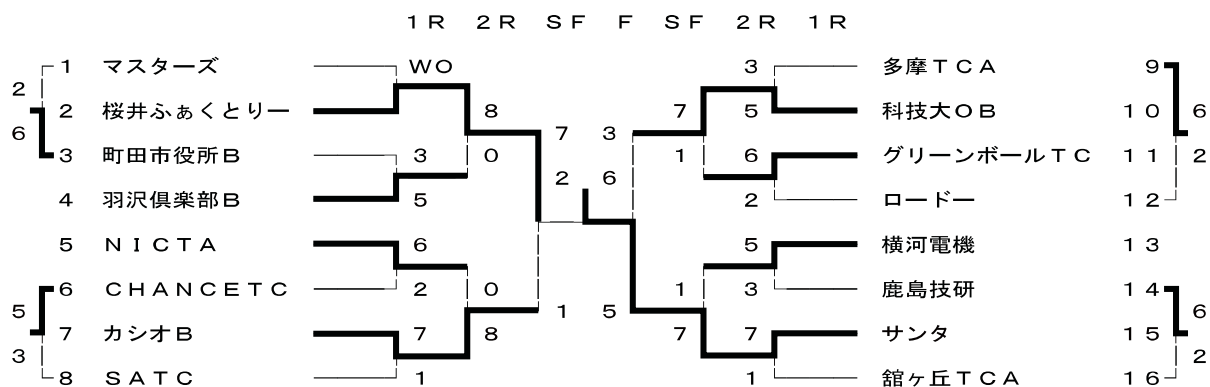 1R 2R SF F SF 2R 1R
1 マスターズ WO 3 多摩TCA 9
2 6
2 桜井ふぁくとりー 8 7 5 科技大OB 10
6 7 3 2
3 町田市役所B 3 0 1 6 グリーンボールTC 11
2 6
4 羽沢倶楽部B 5 2 ロードー 12
5 NICTA 6 5 横河電機 13
6 CHANCETC 2 0 1 3 鹿島技研 14
5 1 5 6
7 カシオB 7 8 7 7 サンタ 15
3 2
8 SATC 1 1 舘ヶ丘TCA 16